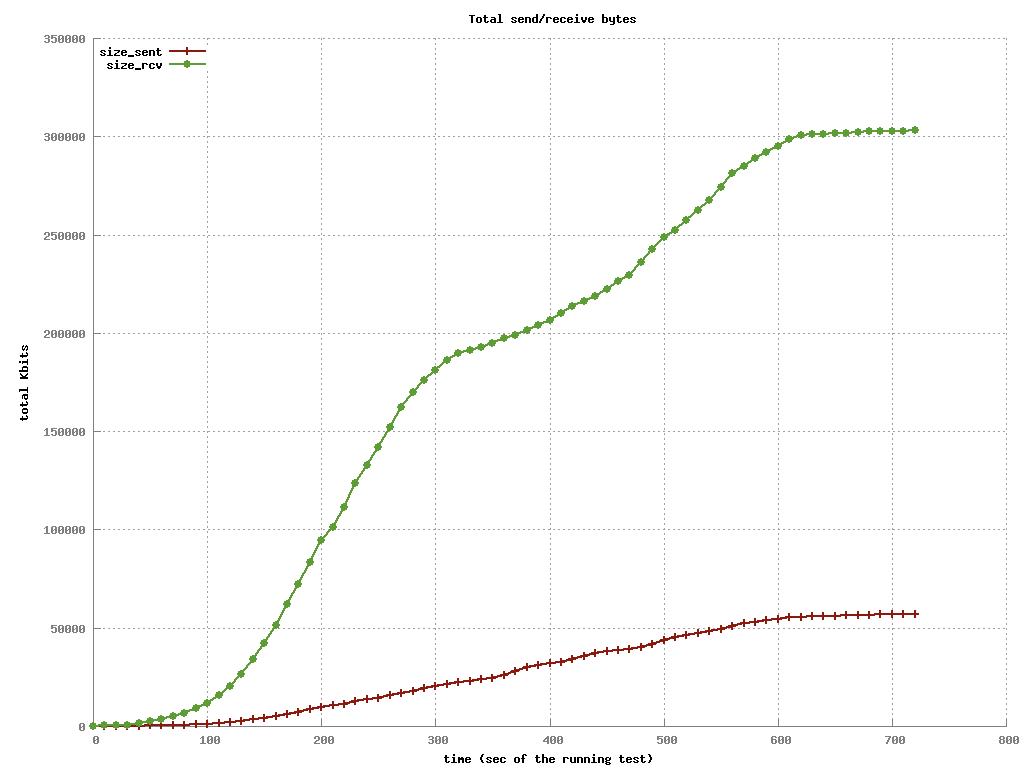 Total send/receive bytes
350000
size_sent
size_rcv
300000
250000
200000
total Kbits
150000
100000
50000
0
0 100 200 300 400 500 600 700 800
time (sec of the running test)